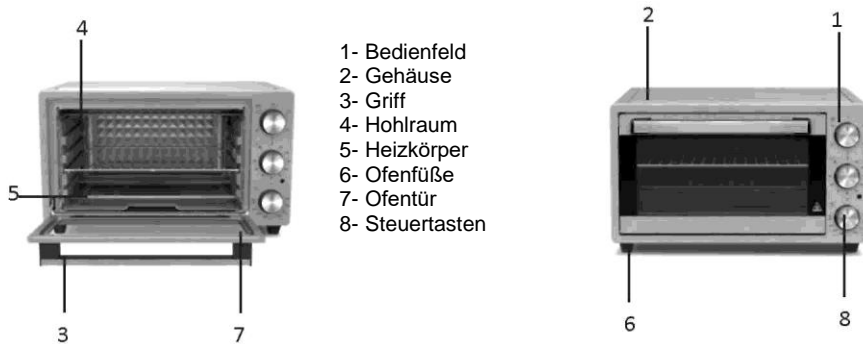 4
5
3
7
1- Bedienfeld
2- Gehäuse
3- Griff
4- Hohlraum
5- Heizkörper
6- Ofenfüße
7- Ofentür
8- Steuertasten
2
1
6
8